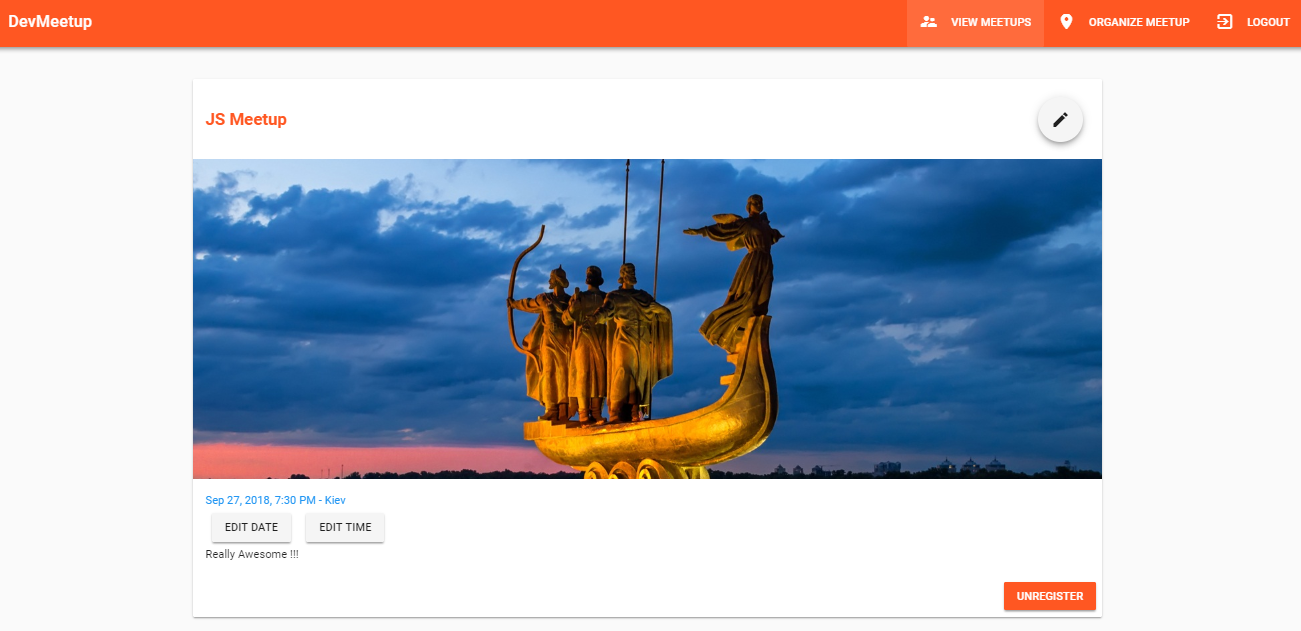 DevMeetup
VIEW MEETUPS
ORGANIZE MEETUP
LOGOUT
JS Meetup
Sep 27, 2018, 7:30 PM - Kiev
EDIT DATE
EDIT TIME
Really Awesome !!!
UNREGISTER